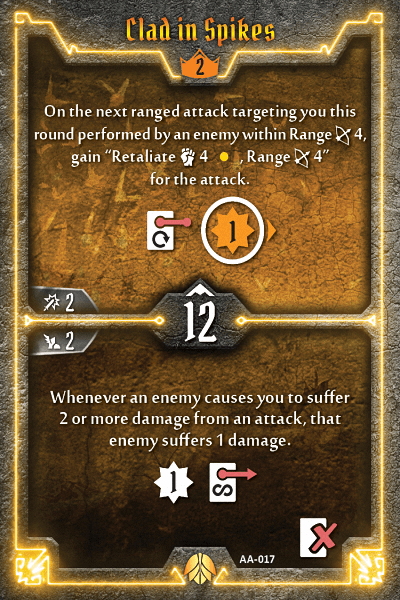 Clad in Spikes
2
On the next ranged attack targeting you this
round performed by an enemy within Range 4,
gain “Retaliate 4 , Range 4”
for the attack.
1
2
12
2
Whenever an enemy causes you to suffer
2 or more damage from an attack, that
enemy suffers 1 damage.
1
AA-017